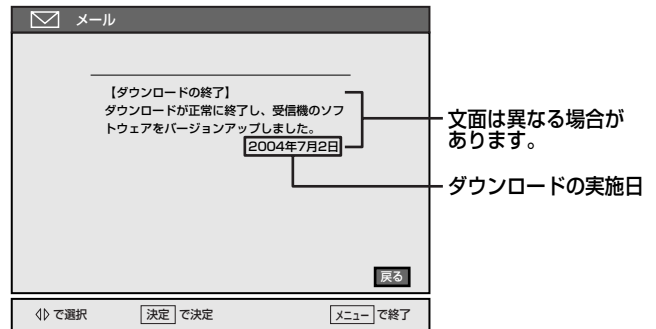 メール
【ダウンロードの終了】
ダウンロードが正常に終了し、受信機のソフ
トウェアをバージョンアップしました。
2004年7月2日
文面は異なる場合が
あります。
ダウンロードの実施日
戻る
で選択 決定 で決定 メニュー で終了